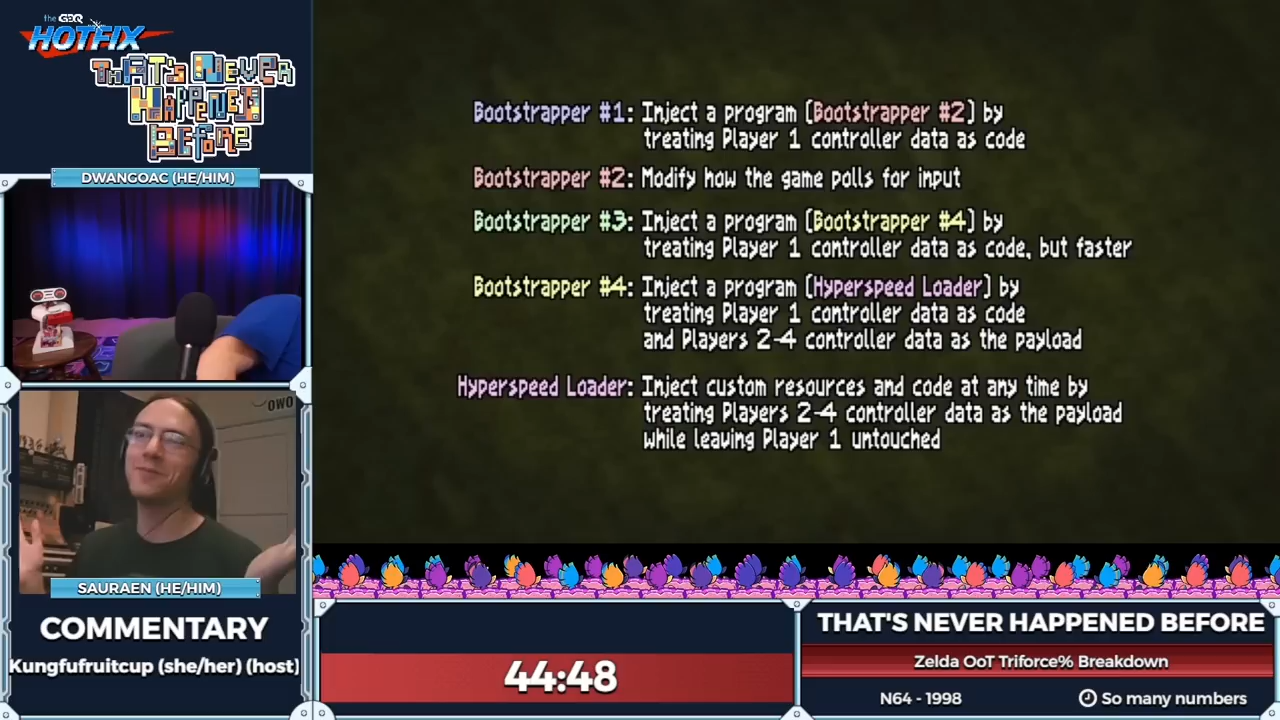 the GDQ
HOTFIX
THAT'S NEVER
HAPPENED
BEFORE
DWANGOAC (HE/HIM)
OWO
SAURAEN (HE/HIM)
COMMENTARY
Kungfufruitcup (she/her) (host)
Bootstrapper #1: Inject a program [Bootstrapper #2] by
treating Player 1 controller data as code
Bootstrapper #2: Modify how the game polls for input
Bootstrapper #3: Inject a program [Bootstrapper #4] by
treating Player 1 controller data as code, but faster
Bootstrapper #4: Inject a program [Hyperspeed Loader] by
treating Player 1 controller data as code
and Players 2-4 controller data as the payload
Hyperspeed Loader: Inject custom resources and code at any time by
treating Players 2-4 controller data as the payload
while leaving Player 1 untouched
44:48
THAT'S NEVER HAPPENED BEFORE
Zelda OoT Triforce% Breakdown
N64 - 1998
So many numbers